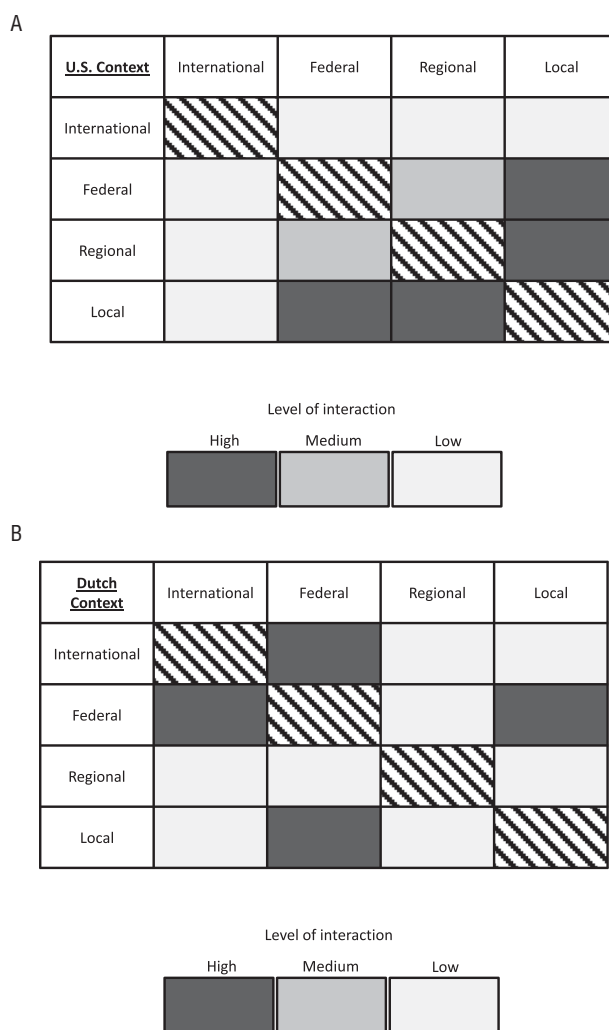 A
U.S. Context International Federal Regional Local
International
Federal
Regional
Local
Level of interaction
High Medium Low
B
Dutch
Context International Federal Regional Local
International
Federal
Regional
Local
Level of interaction
High Medium Low